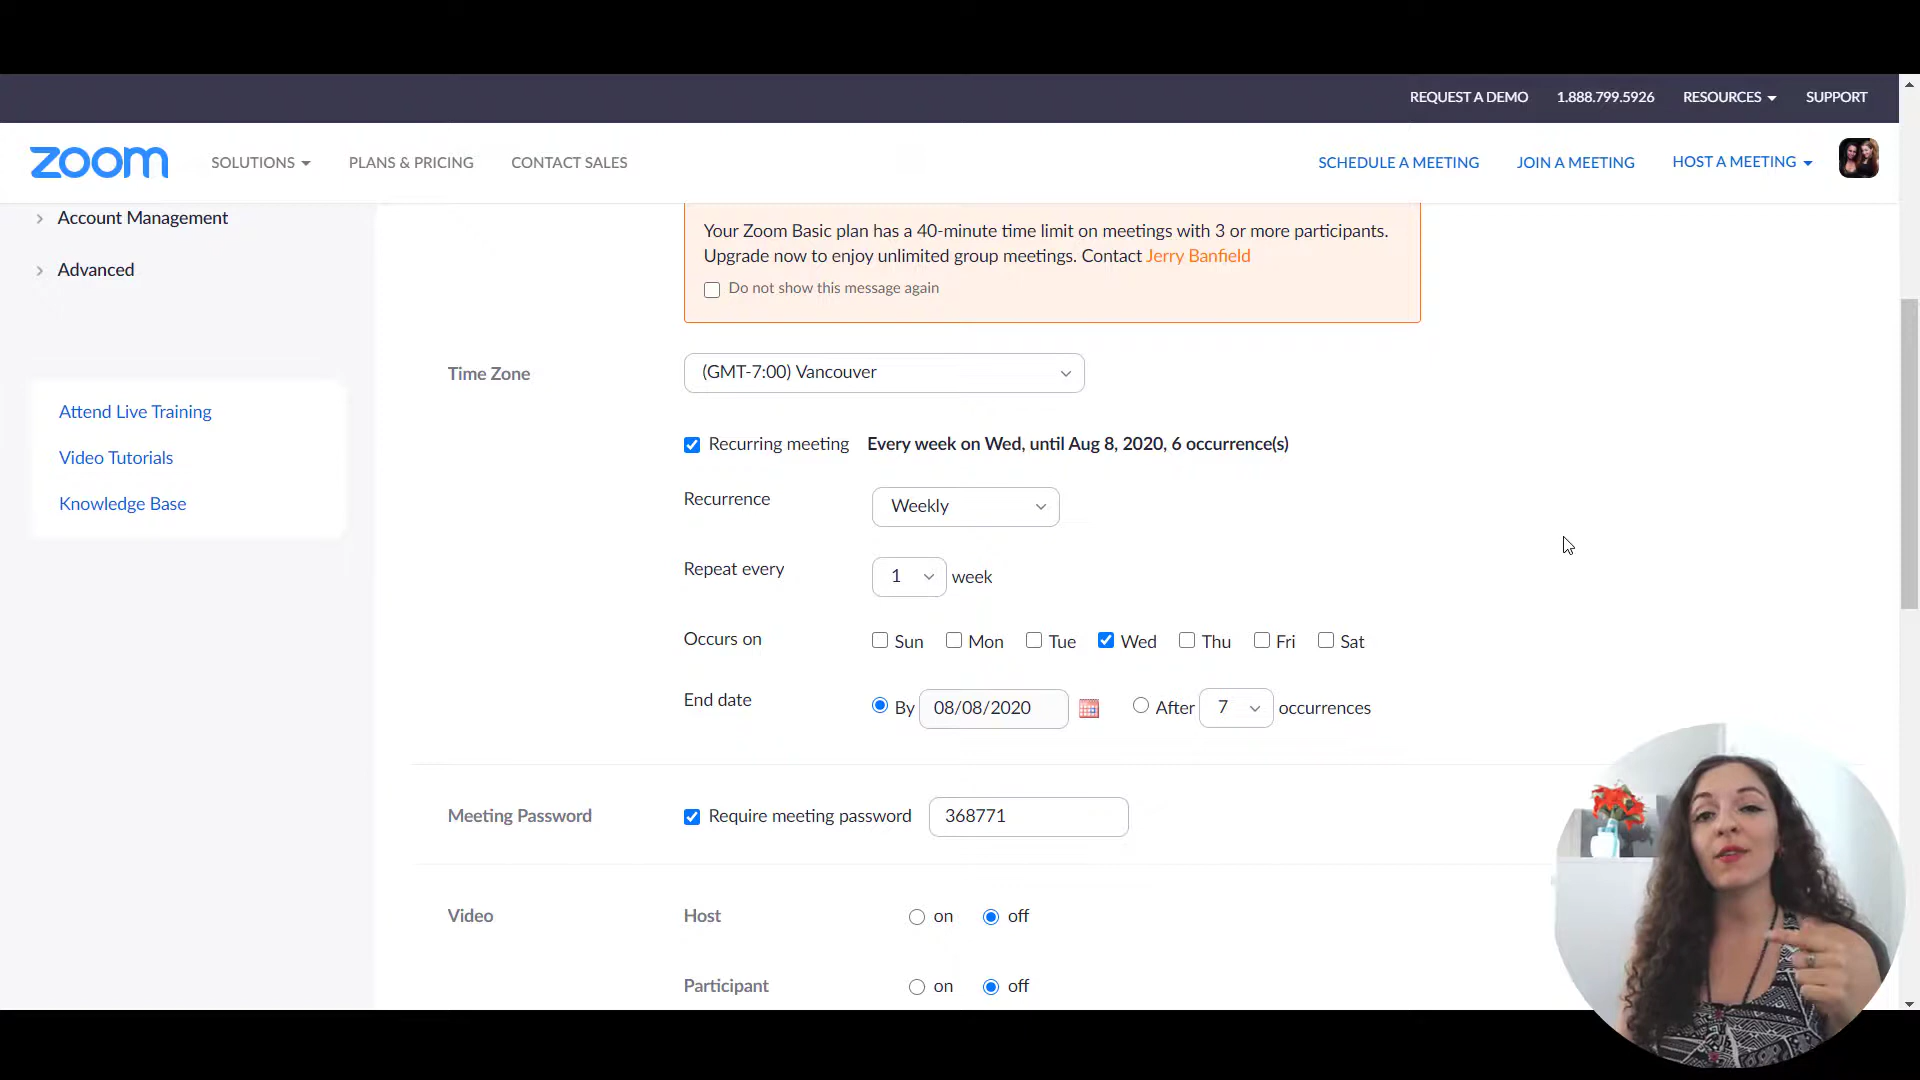 REQUEST A DEMO 1.888.799.5926 RESOURCES SUPPORT
zoom SOLUTIONS PLANS & PRICING CONTACT SALES SCHEDULE A MEETING JOIN A MEETING HOST A MEETING
Account Management
Advanced
Attend Live Training
Video Tutorials
Knowledge Base
Your Zoom Basic plan has a 40-minute time limit on meetings with 3 or more participants.
Upgrade now to enjoy unlimited group meetings. Contact Jerry Banfield
Do not show this message again
Time Zone (GMT-7:00) Vancouver
Recurring meeting Every week on Wed, until Aug 8, 2020, 6 occurrence(s)
Recurrence Weekly
Repeat every 1 week
Occurs on Sun Mon Tue Wed Thu Fri Sat
End date By 08/08/2020 After 7 occurrences
Meeting Password Require meeting password 368771
Video Host on off
Participant on off